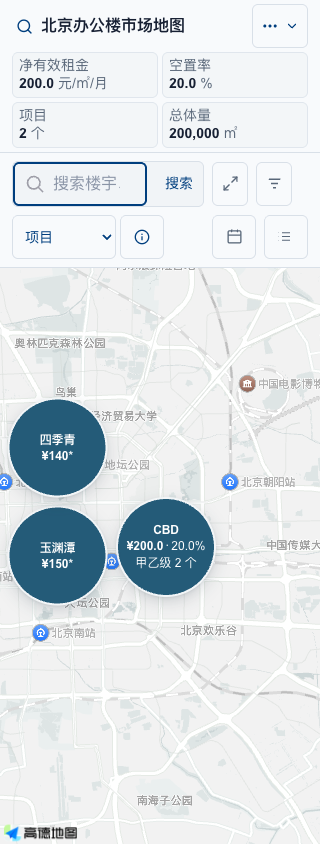 北京办公楼市场地图
净有效租金
200.0 元/㎡/月
空置率
20.0 %
项目
2 个
总体量
200,000 ㎡
搜索楼宇.
搜索
项目
奥林匹克森林公园
中国电影博物
鸟巢
经济贸易大学
四季青
¥140*
地坛公园
北京朝阳站
CBD
¥200.0 · 20.0%
甲乙级 2 个
玉渊潭
¥150*
中国传媒大
天坛公园
北京南站
北京欢乐谷
南海子公园
高德地图